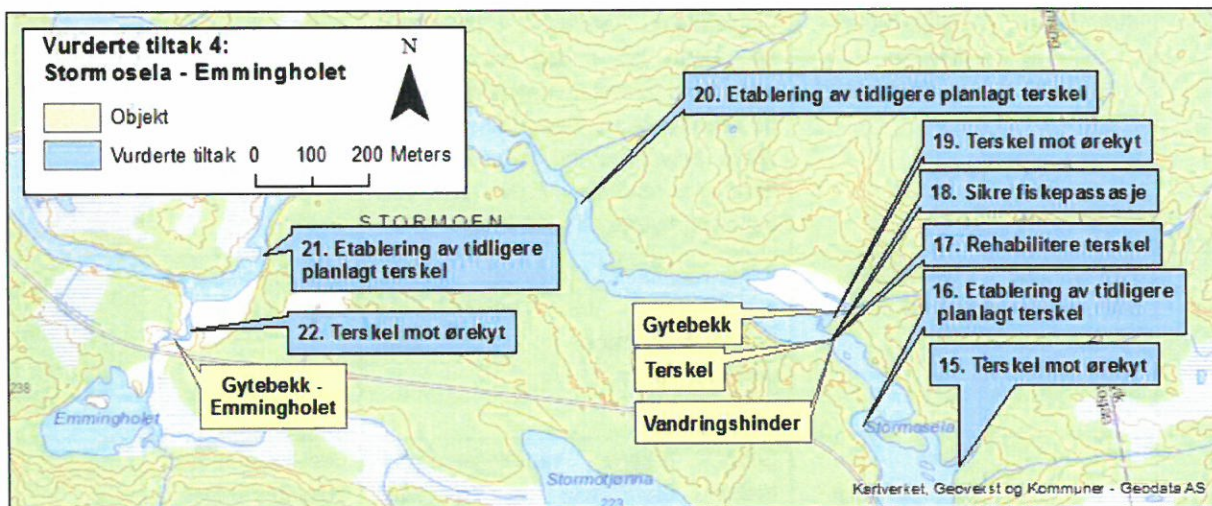 Vurderte tiltak 4:
Stormosela - Emmingholet
Objekt
Vurderte tiltak
0 100 200 Meters
N
20. Etablering av tidligere planlagt terskel
19. Terskel mot ørekyt
18. Sikre fiskepassasje
17. Rehabilitere terskel
16. Etablering av tidligere
planlagt terskel
15. Terskel mot ørekyt
STORMOEN
21. Etablering av tidligere
planlagt terskel
22. Terskel mot ørekyt
Gytebekk -
Emmingholet
Gytebekk
Terskel
Vandringshinder
238
Emmingholet
Stormotjønna
223
Stormosela
Kartverket, Geovekst og Kommuner - Geodata AS